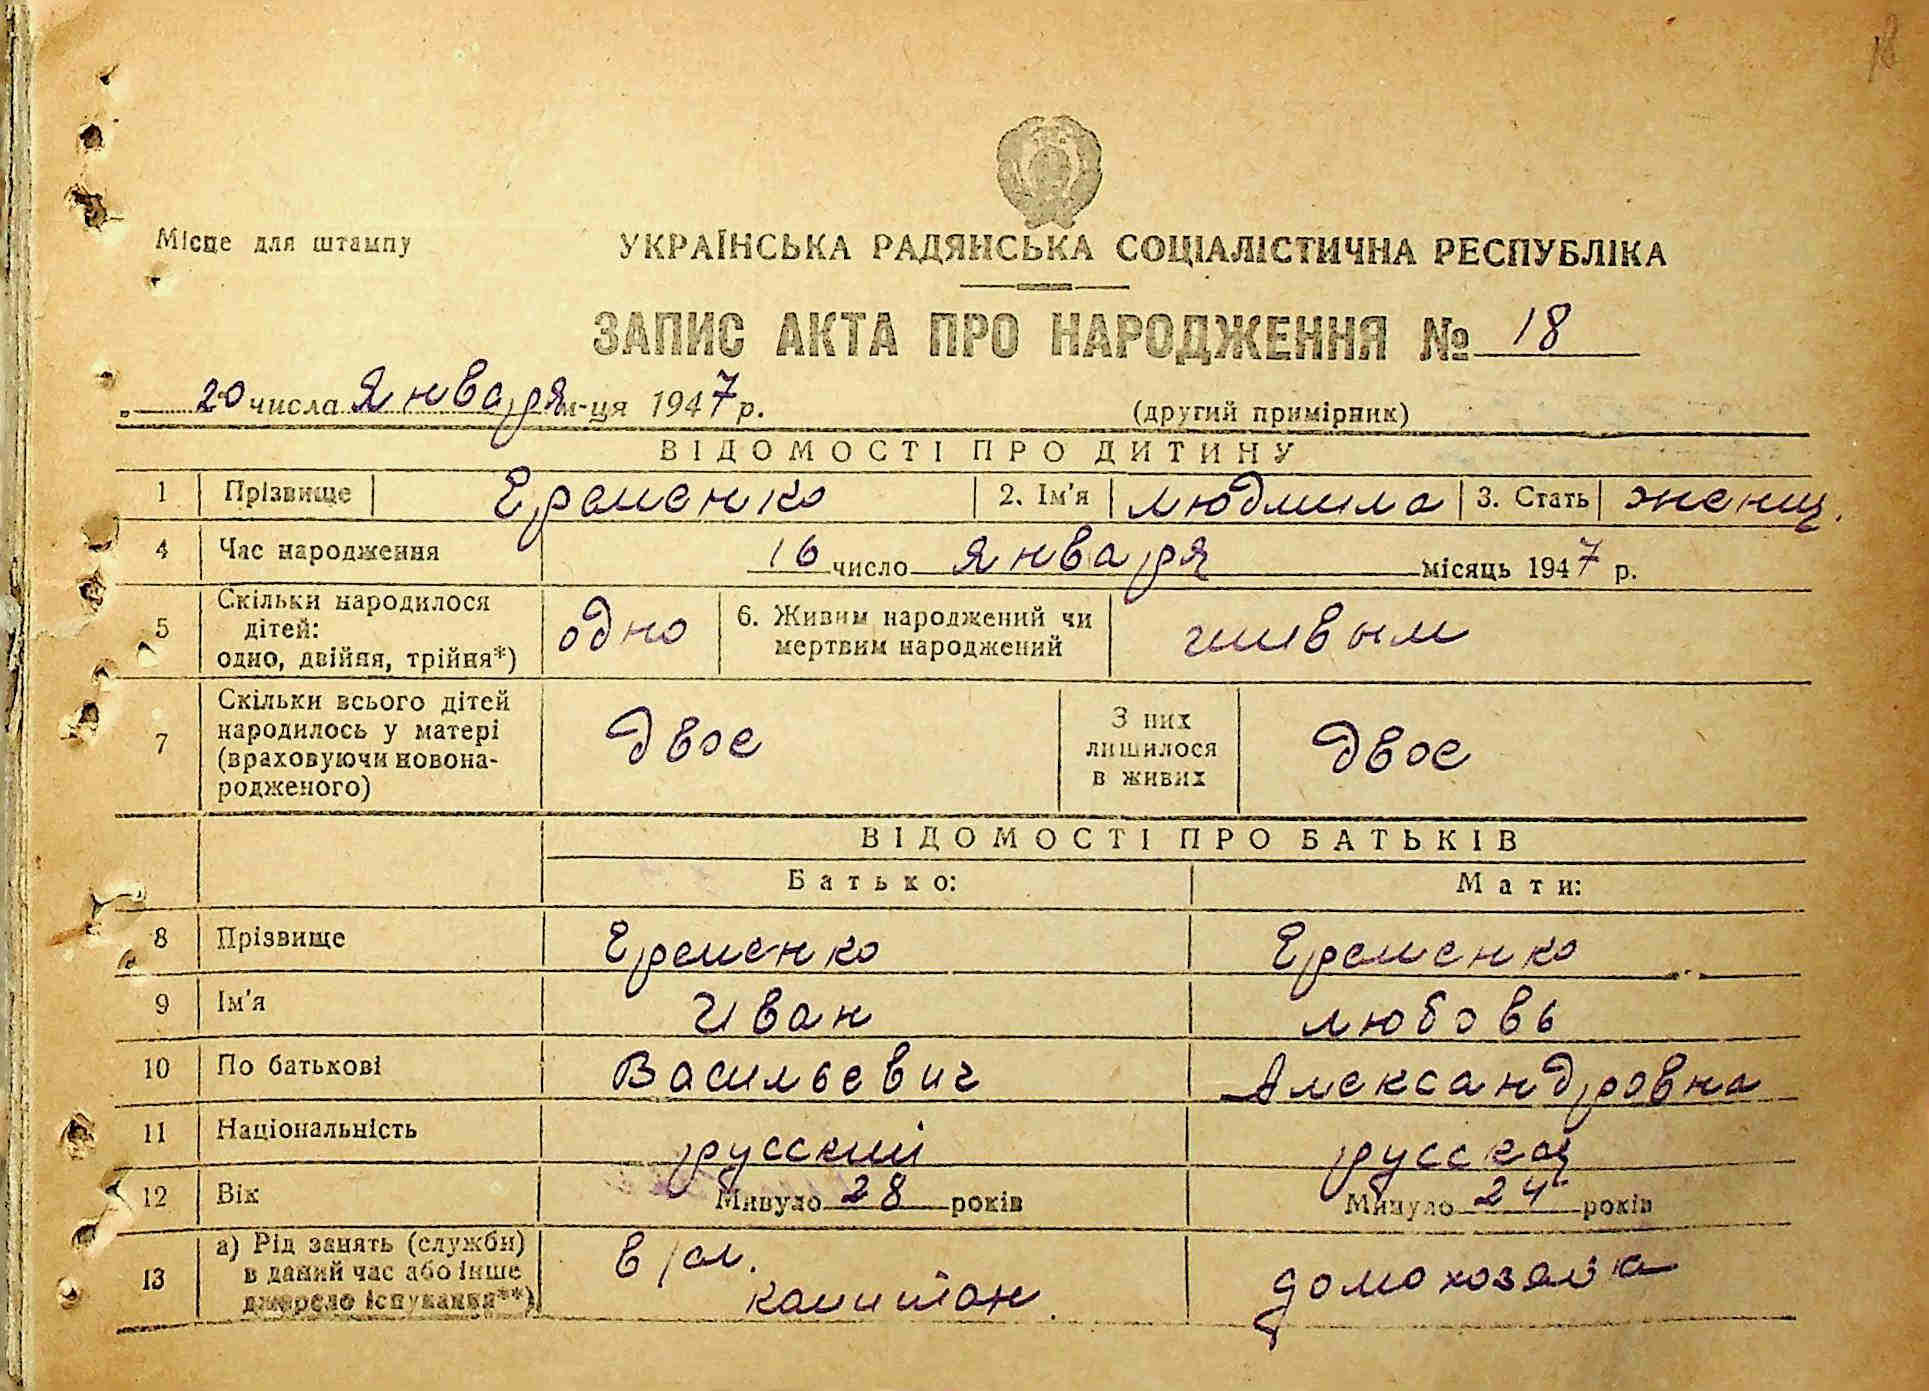 18
Місце для штампу
УКРАЇНСЬКА РАДЯНСЬКА СОЦІАЛІСТИЧНА РЕСПУБЛІКА
ЗАПИС АКТА ПРО НАРОДЖЕННЯ № 18
20 числа Января м-ця 1947 р.
(другий примірник)
ВІДОМОСТІ ПРО ДИТИНУ
1 Прізвище Еременко 2. Ім'я Людмила 3. Стать женщ.
4 Час народження 16 число Января місяць 1947 р.
5 Скільки народилося дітей: одно, двійня, трійня*) одно 6. Живим народжений чи мертвим народжений живым
7 Скільки всього дітей народилось у матері (враховуючи новонародженого) двое З них лишилося в живих двое
ВІДОМОСТІ ПРО БАТЬКІВ
Батько: Мати:
8 Прізвище Еременко Еременко
9 Ім'я Иван Любовь
10 По батькові Васильевич Александровна
11 Національність русский русская
12 Вік Минуло 28 років Минуло 24 років
13 а) Рід занять (служби) в даний час або інше джерело існування**) в/сл. капитан домохозяйка